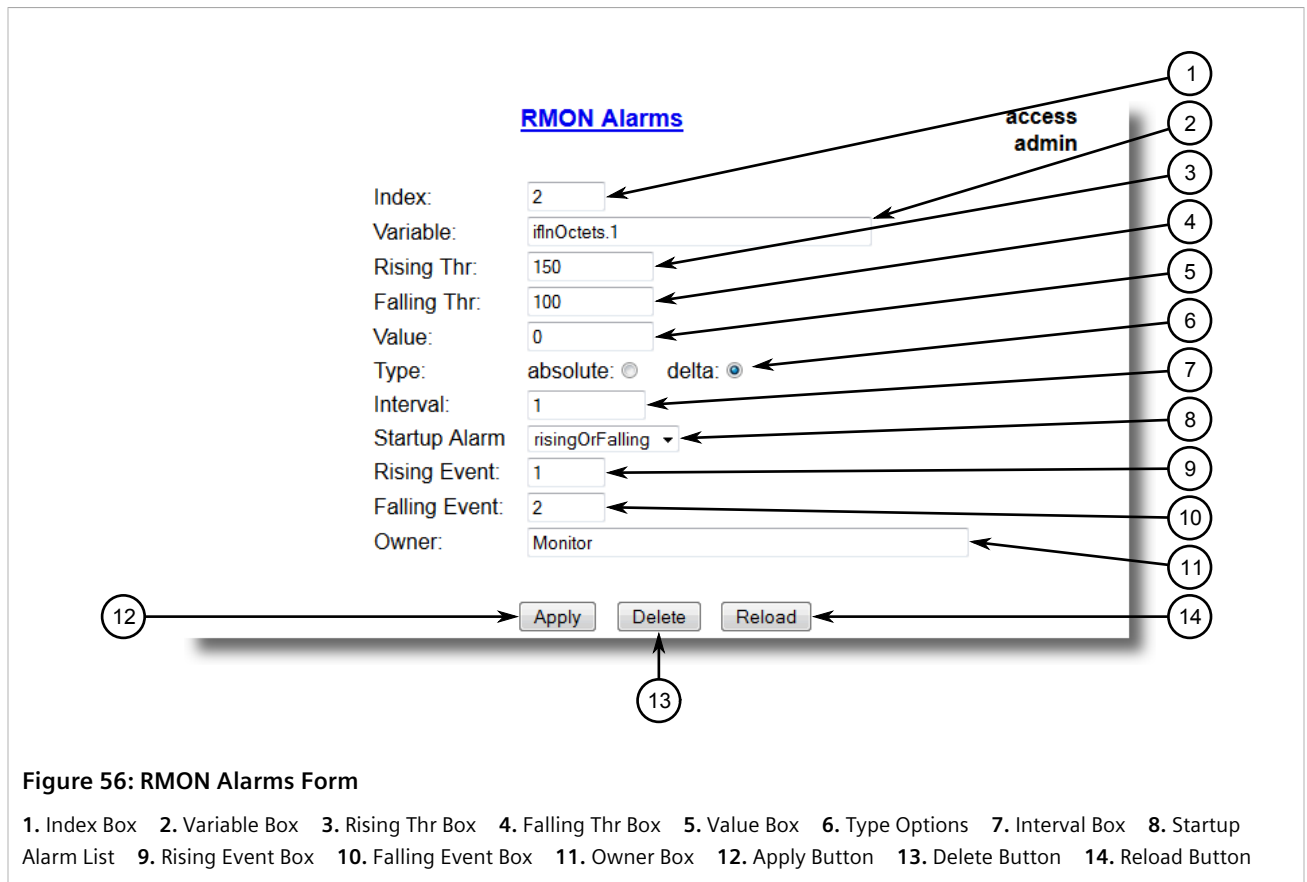 1
RMON Alarms
access
admin
2
3
Index: 2
4
Variable: ifInOctets.1
Rising Thr: 150
5
Falling Thr: 100
6
Value: 0
Type: absolute: delta:
7
Interval: 1
8
Startup Alarm risingOrFalling
9
Rising Event: 1
10
Falling Event: 2
11
Owner: Monitor
12
Apply Delete Reload
14
13
Figure 56: RMON Alarms Form
1. Index Box 2. Variable Box 3. Rising Thr Box 4. Falling Thr Box 5. Value Box 6. Type Options 7. Interval Box 8. Startup
Alarm List 9. Rising Event Box 10. Falling Event Box 11. Owner Box 12. Apply Button 13. Delete Button 14. Reload Button